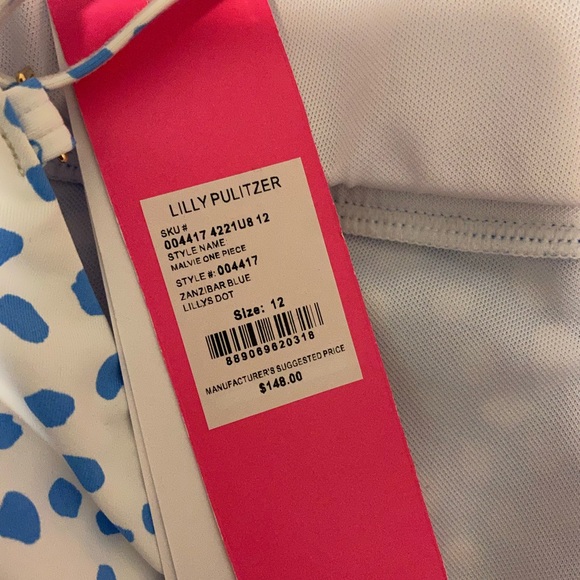 LILLY PULITZER
SKU #
004417 4221U8 12
STYLE NAME
MALVIE ONE PIECE
STYLE #: 004417
ZANZIBAR BLUE
LILLYS DOT
Size: 12
889069620318
MANUFACTURER'S SUGGESTED PRICE
$148.00